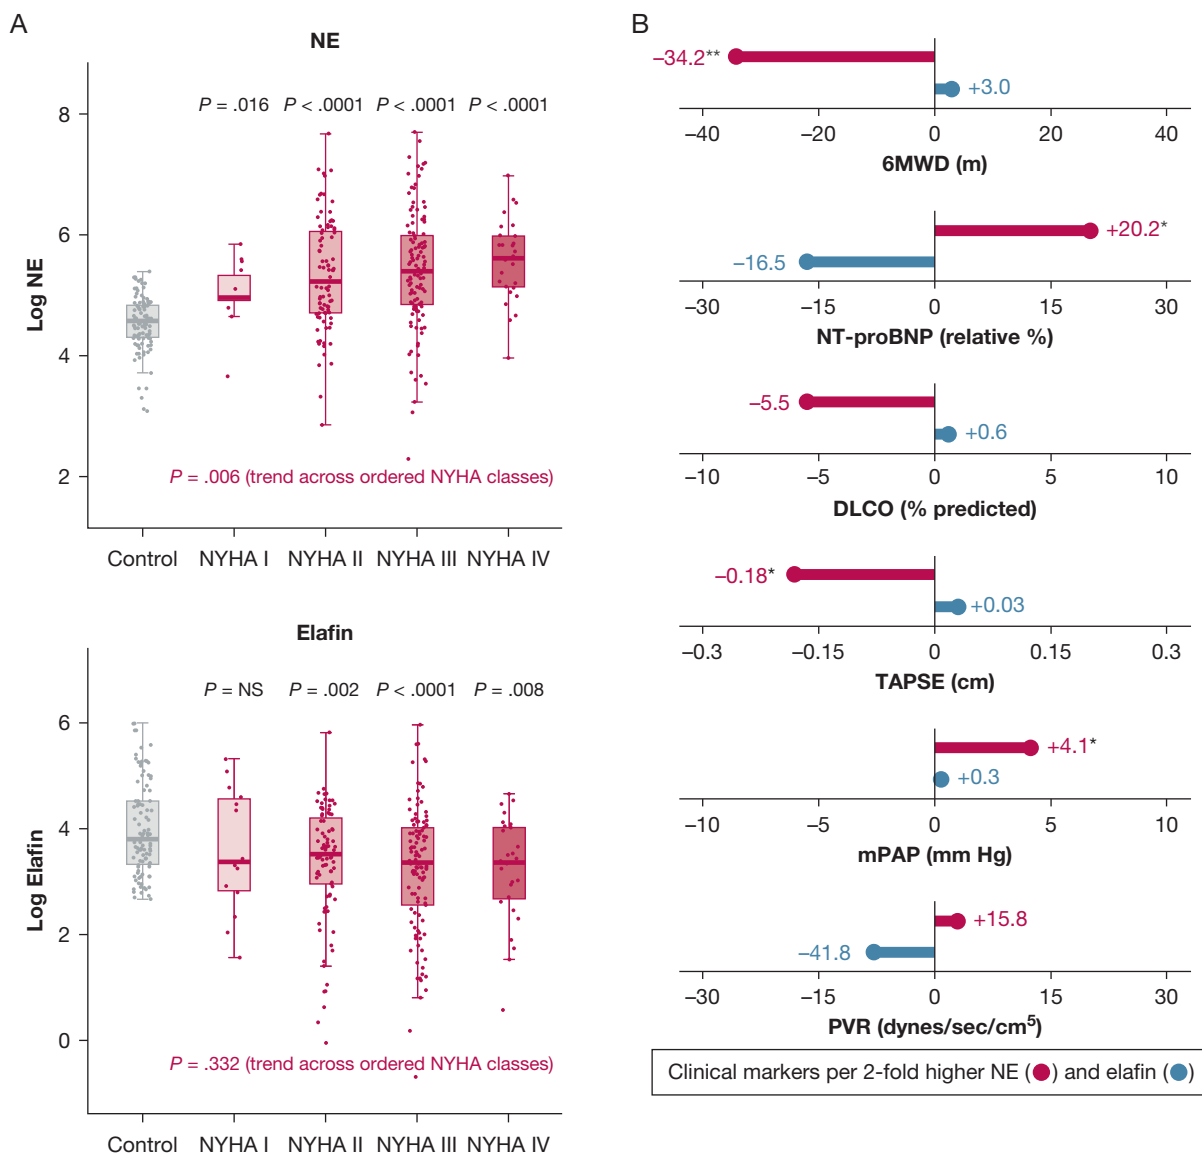 A
NE
P = .016 P < .0001 P < .0001 P < .0001
8
6
4
2
Log NE
P = .006 (trend across ordered NYHA classes)
Control NYHA I NYHA II NYHA III NYHA IV
Elafin
P = NS P = .002 P < .0001 P = .008
6
4
2
0
Log Elafin
P = .332 (trend across ordered NYHA classes)
Control NYHA I NYHA II NYHA III NYHA IV
B
−34.2**
+3.0
−40 −20 0 20 40
6MWD (m)
+20.2*
−16.5
−30 −15 0 15 30
NT-proBNP (relative %)
−5.5
+0.6
−10 −5 0 5 10
DLCO (% predicted)
−0.18*
+0.03
−0.3 −0.15 0 0.15 0.3
TAPSE (cm)
+4.1*
+0.3
−10 −5 0 5 10
mPAP (mm Hg)
+15.8
−41.8
−30 −15 0 15 30
PVR (dynes/sec/cm⁵)
Clinical markers per 2-fold higher NE (●) and elafin (●)